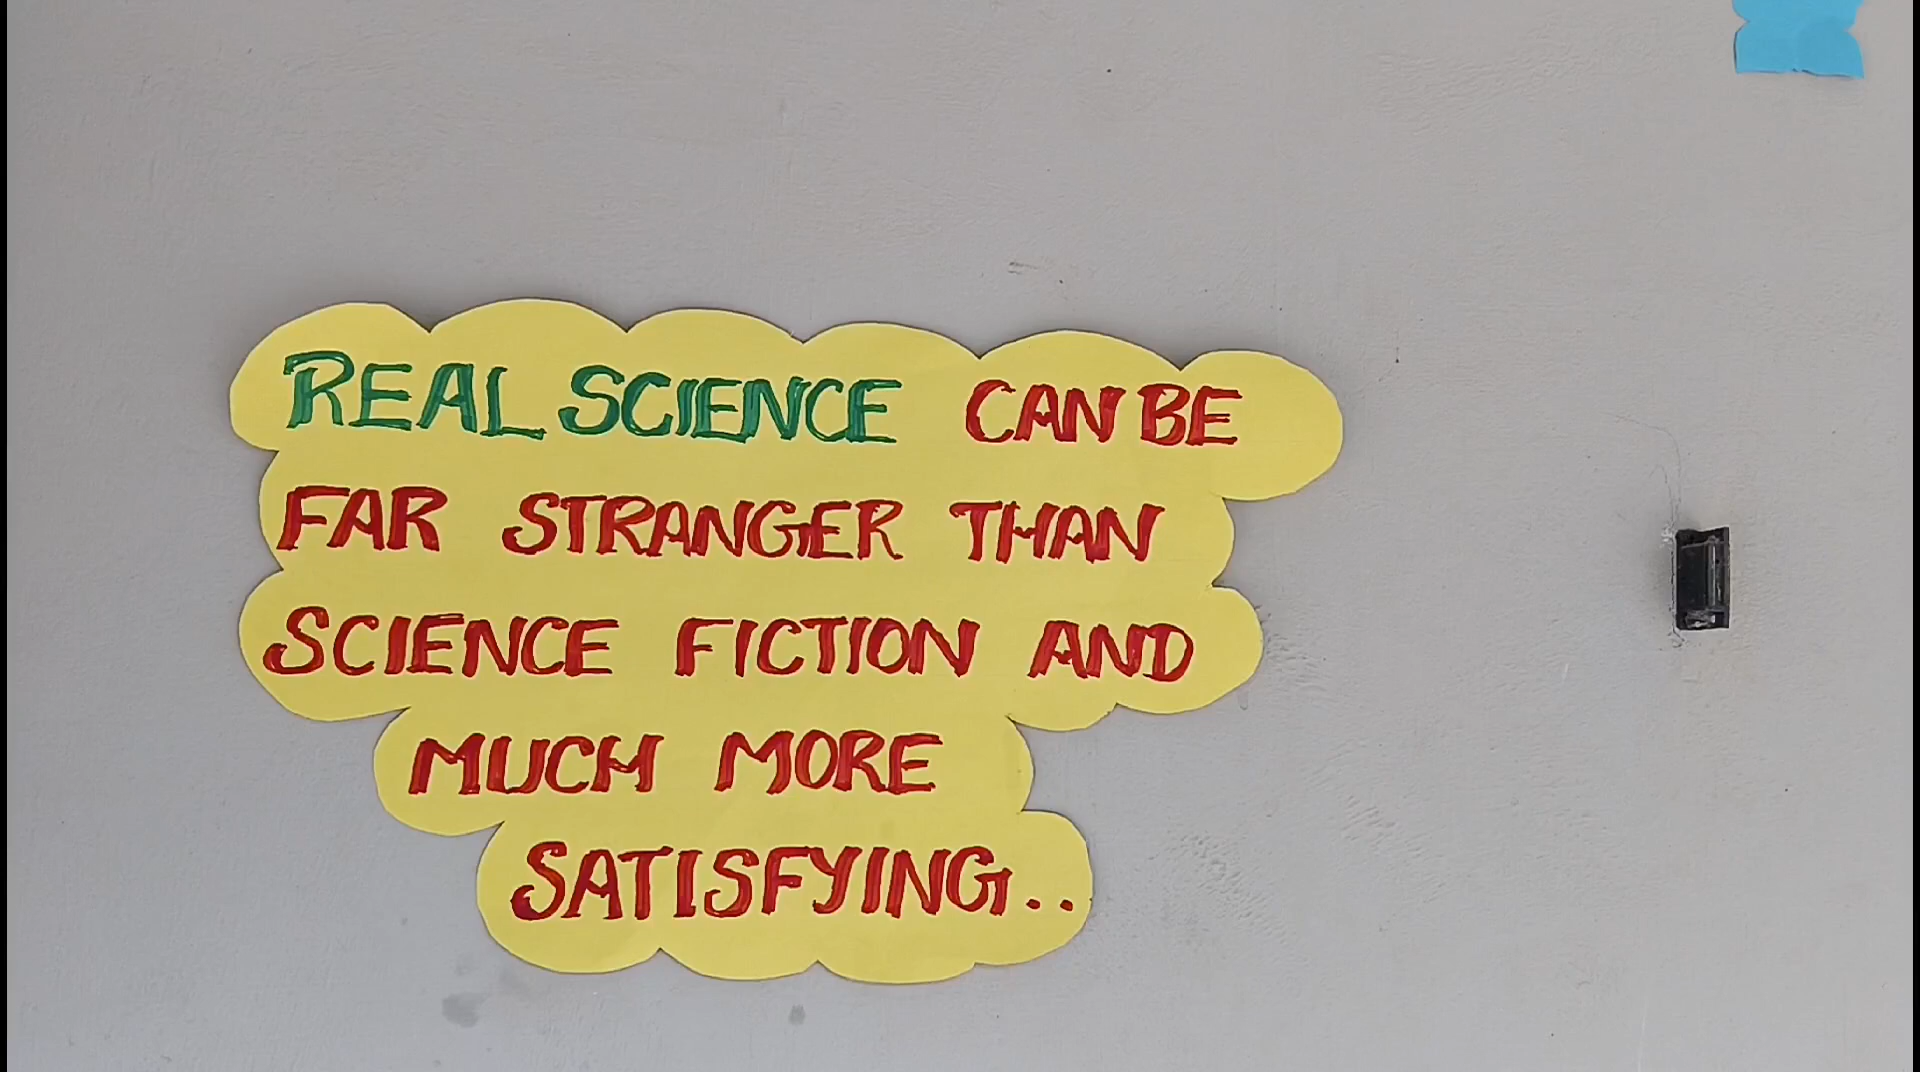 REAL SCIENCE CAN BE
FAR STRANGER THAN
SCIENCE FICTION AND
MUCH MORE
SATISFYING..